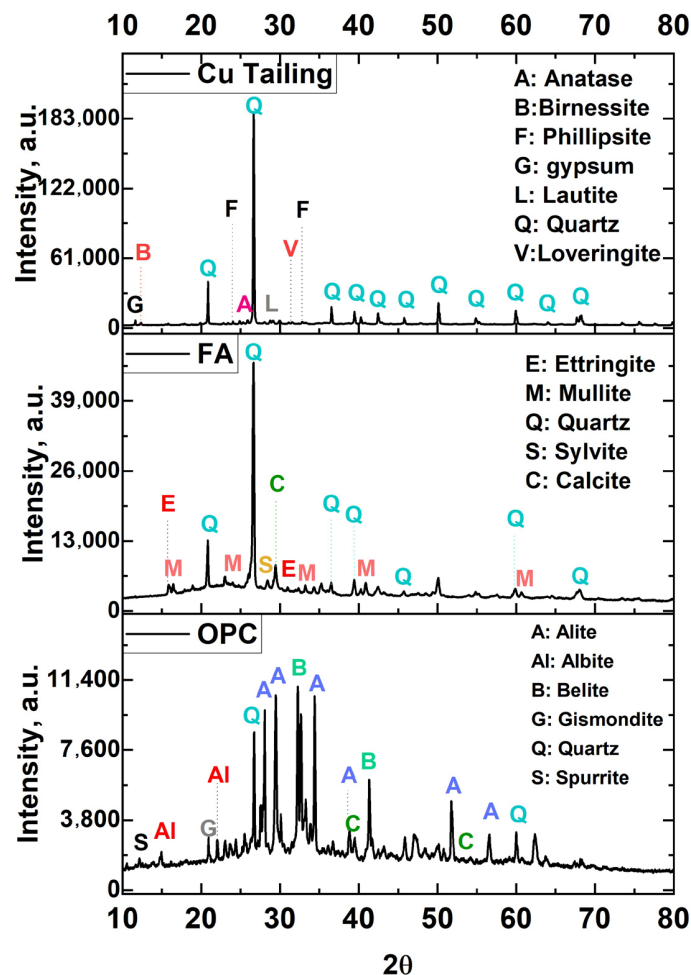 10 20 30 40 50 60 70 80
Cu Tailing
A: Anatase
B:Birnessite
F: Phillipsite
G: gypsum
L: Lautite
Q: Quartz
V:Loveringite
Intensity, a.u.
183,000
122,000
61,000
0
G B Q F A Q L V F Q Q Q Q Q Q Q Q Q
FA
E: Ettringite
M: Mullite
Q: Quartz
S: Sylvite
C: Calcite
Intensity, a.u.
39,000
26,000
13,000
0
E M Q M Q S C E M Q Q M Q Q M Q
OPC
A: Alite
Al: Albite
B: Belite
G: Gismondite
Q: Quartz
S: Spurrite
Intensity, a.u.
11,400
7,600
3,800
0
S Al G Al Q A A B A A C B A C A Q
10 20 30 40 50 60 70 80
2θ